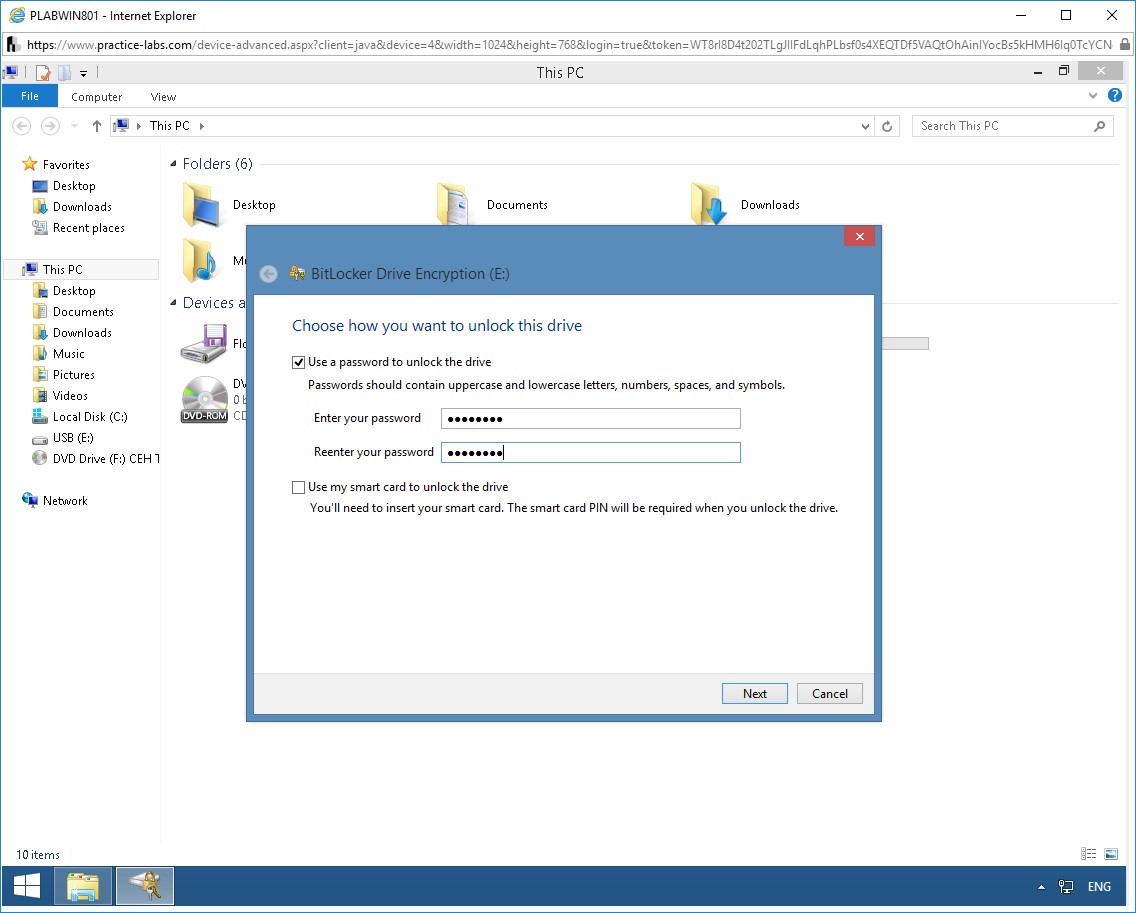 PLABWIN801 - Internet Explorer
https://www.practice-labs.com/device-advanced.aspx?client=java&device=4&width=1024&height=768&login=true&token=
This PC
File Computer View
This PC
Search This PC
Favorites
Desktop
Downloads
Recent places
This PC
Desktop
Documents
Downloads
Music
Pictures
Videos
Local Disk (C:)
USB (E:)
DVD Drive (F:) CEH T
Network
Folders (6)
Desktop Documents Downloads
Devices a
DVD-ROM
BitLocker Drive Encryption (E:)
Choose how you want to unlock this drive
Use a password to unlock the drive
Passwords should contain uppercase and lowercase letters, numbers, spaces, and symbols.
Enter your password ●●●●●●●●
Reenter your password ●●●●●●●●
Use my smart card to unlock the drive
You'll need to insert your smart card. The smart card PIN will be required when you unlock the drive.
Next Cancel
10 items
ENG